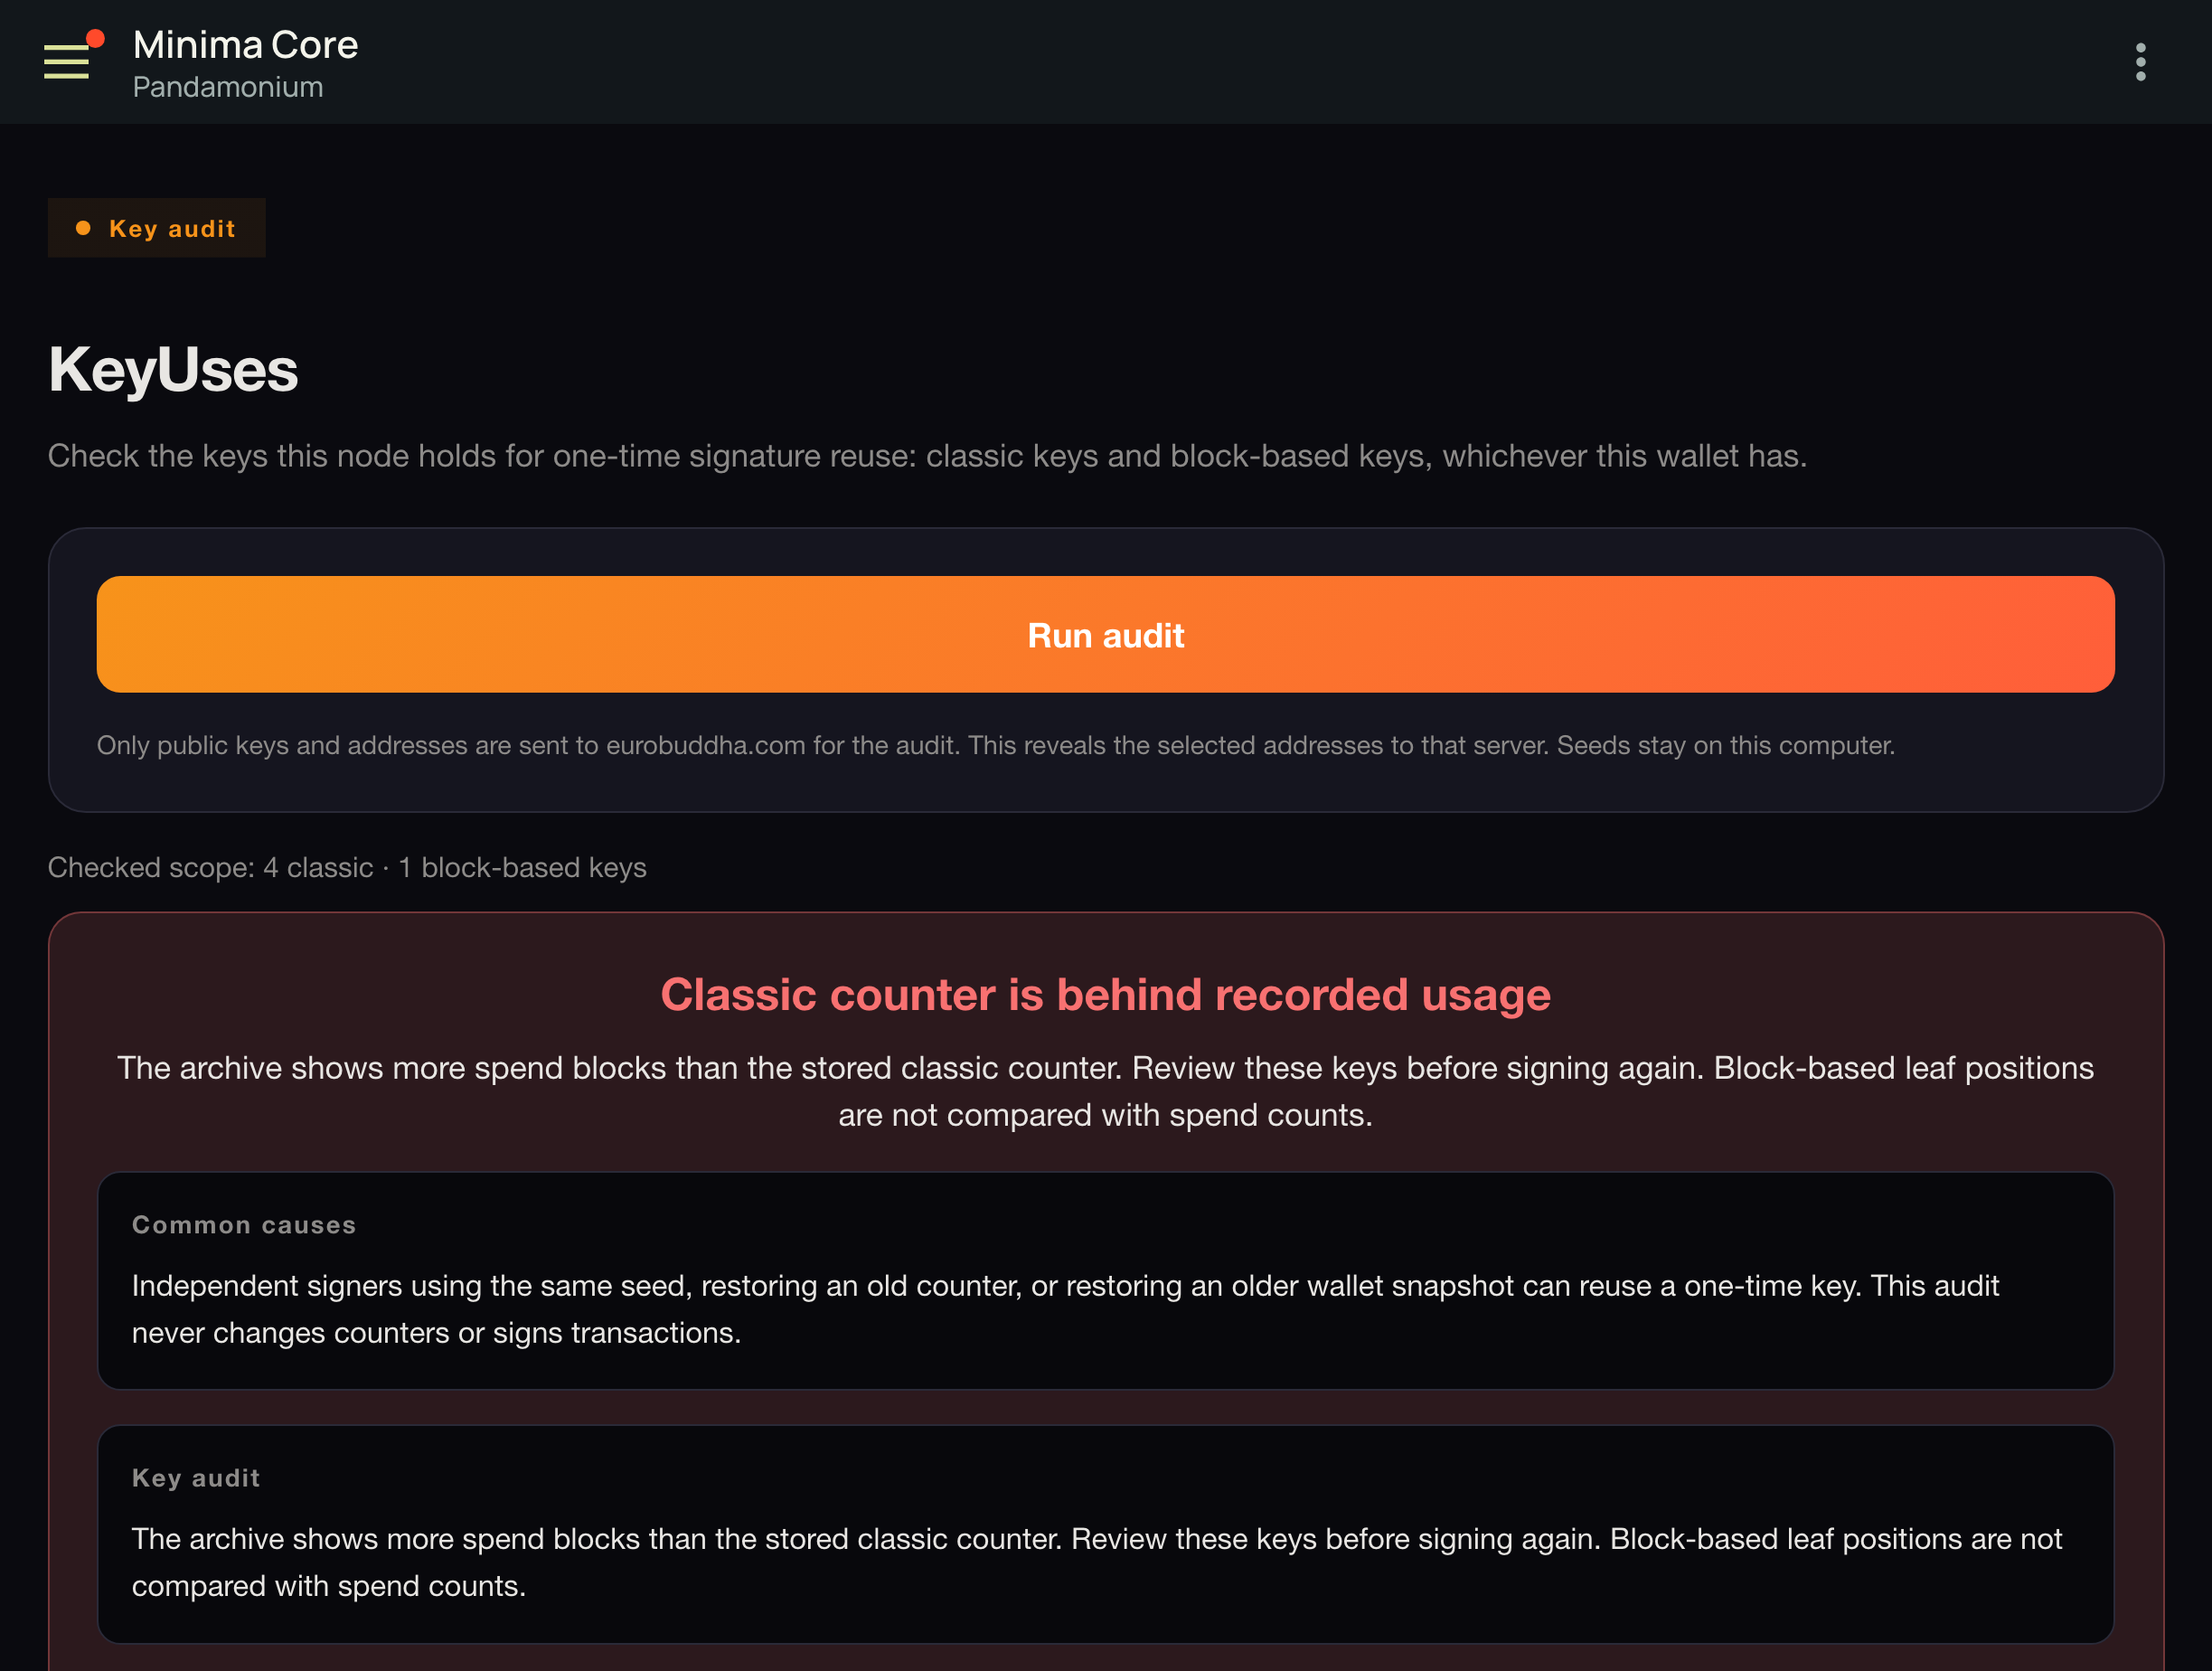 Minima Core
Pandamonium
Key audit
KeyUses
Check the keys this node holds for one-time signature reuse: classic keys and block-based keys, whichever this wallet has.
Run audit
Only public keys and addresses are sent to eurobuddha.com for the audit. This reveals the selected addresses to that server. Seeds stay on this computer.
Checked scope: 4 classic · 1 block-based keys
Classic counter is behind recorded usage
The archive shows more spend blocks than the stored classic counter. Review these keys before signing again. Block-based leaf positions
are not compared with spend counts.
Common causes
Independent signers using the same seed, restoring an old counter, or restoring an older wallet snapshot can reuse a one-time key. This audit
never changes counters or signs transactions.
Key audit
The archive shows more spend blocks than the stored classic counter. Review these keys before signing again. Block-based leaf positions are not
compared with spend counts.